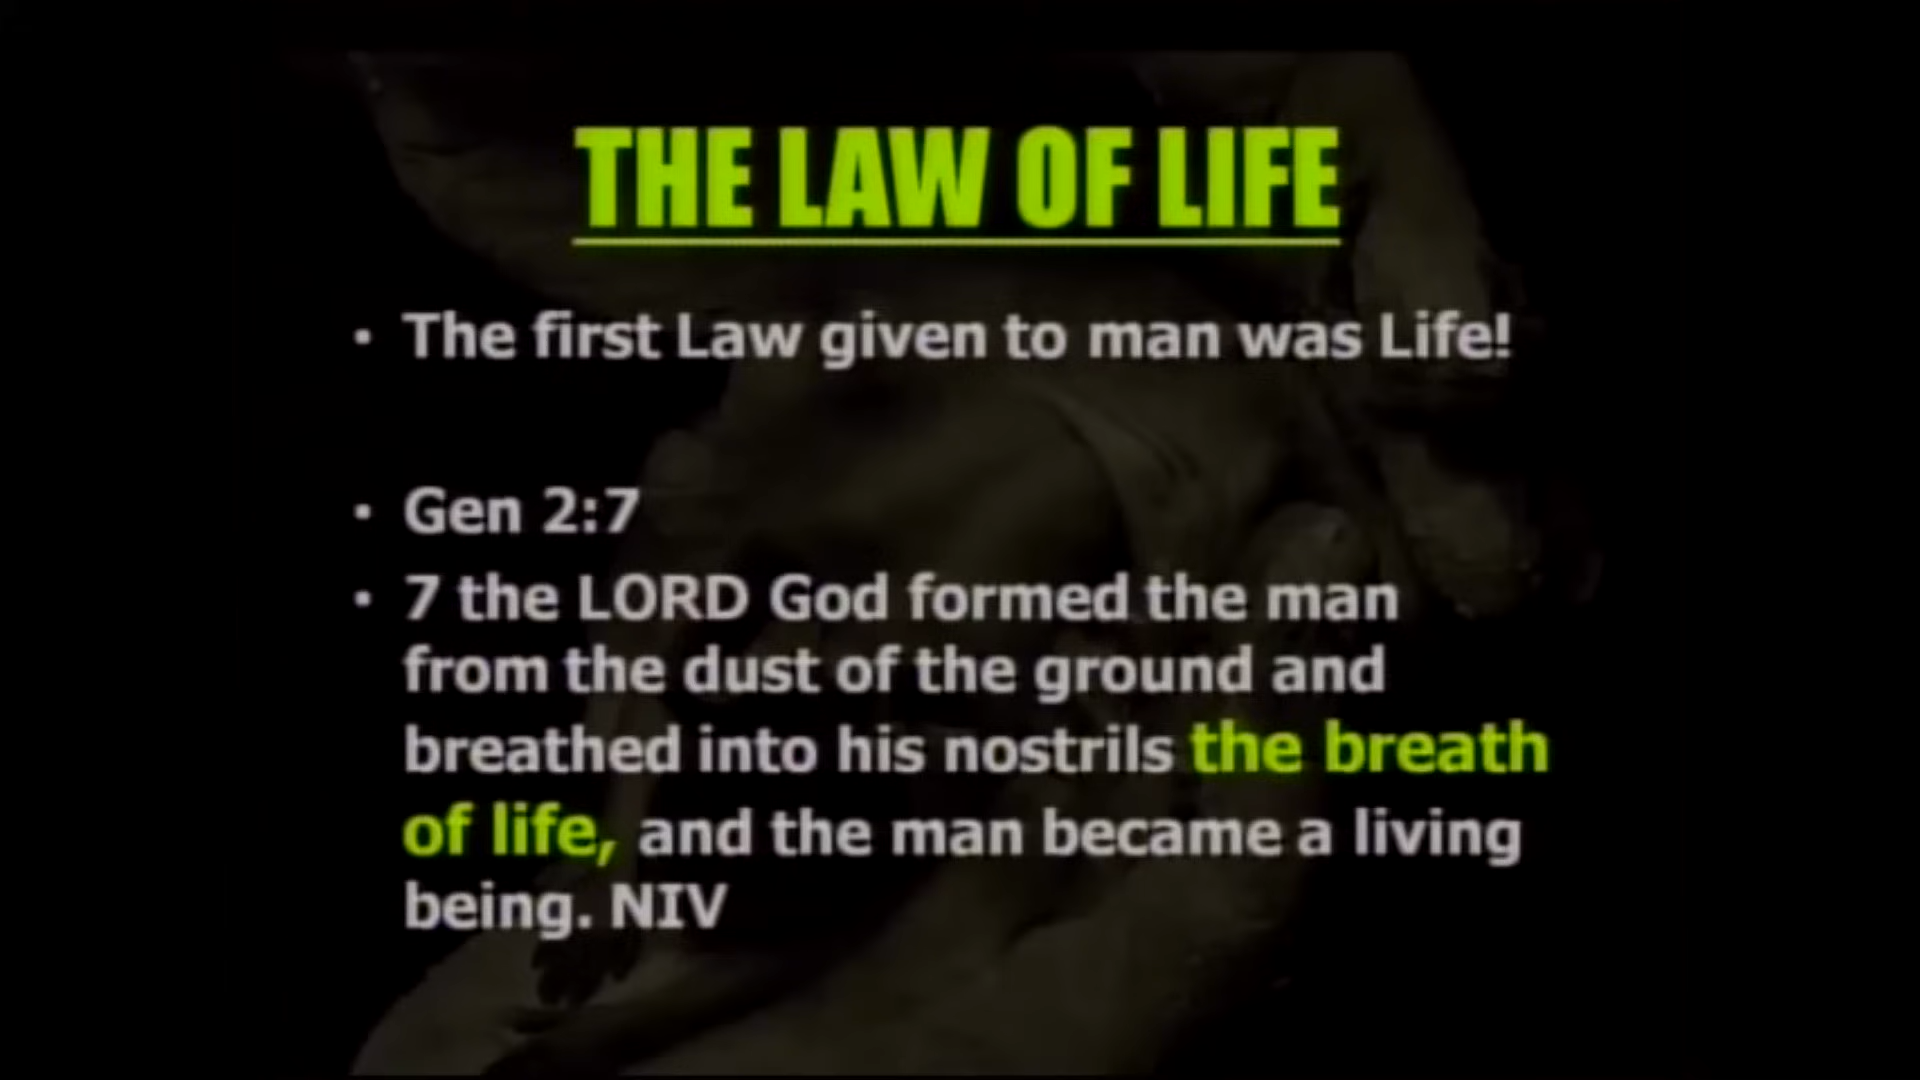 THE LAW OF LIFE
• The first Law given to man was Life!
• Gen 2:7
• 7 the LORD God formed the man
from the dust of the ground and
breathed into his nostrils the breath
of life, and the man became a living
being. NIV